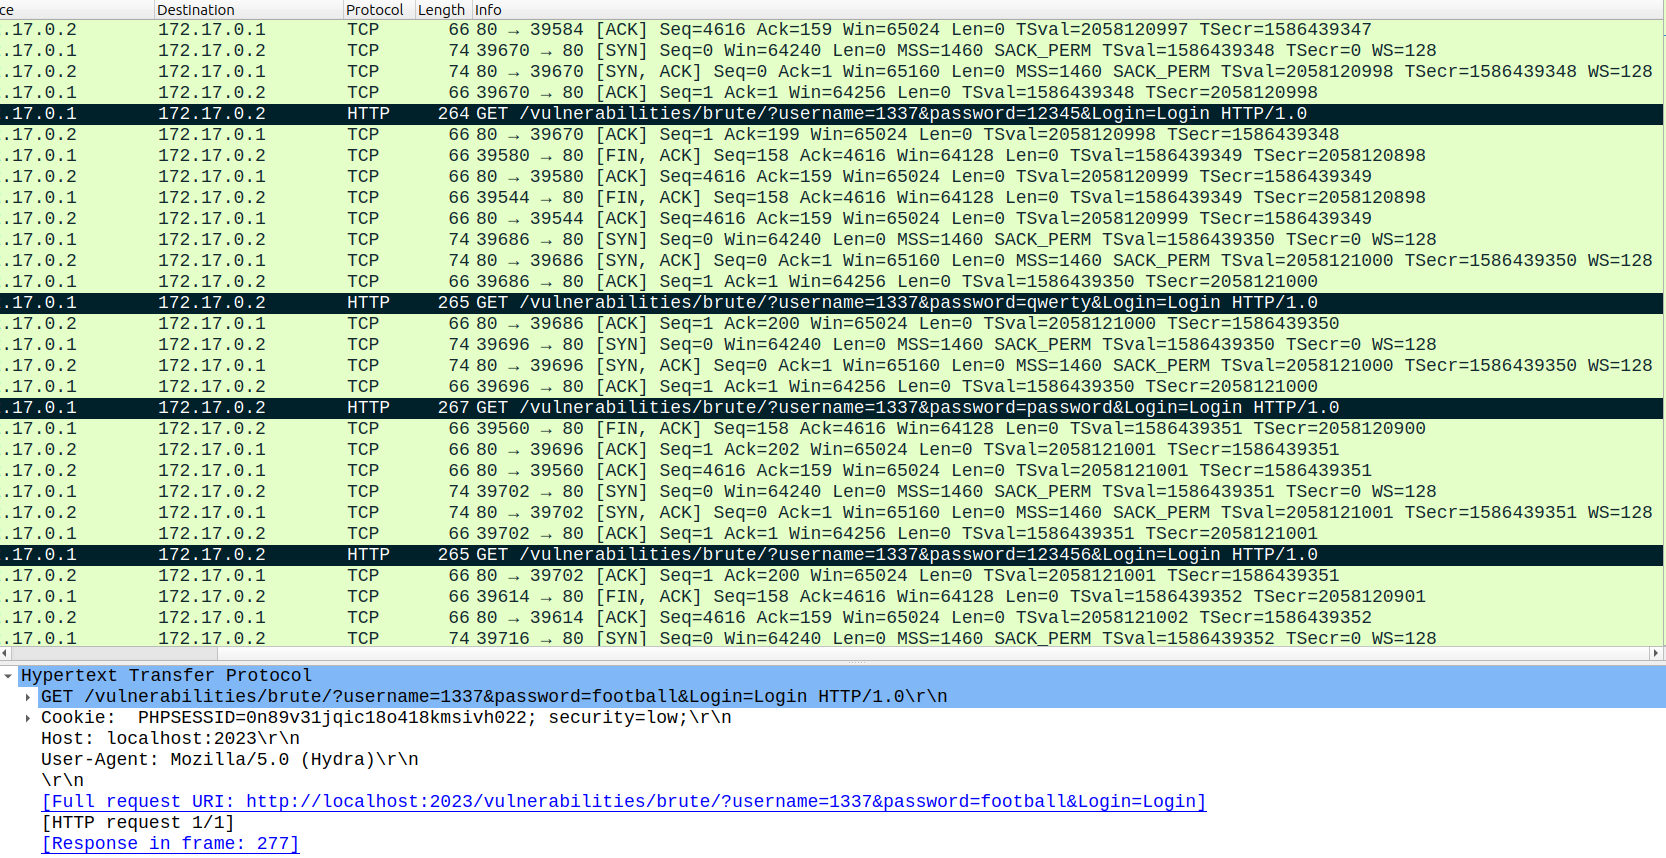 ce Destination Protocol Length Info
.17.0.2 172.17.0.1 TCP 66 80 → 39584 [ACK] Seq=4616 Ack=159 Win=65024 Len=0 TSval=2058120997 TSecr=1586439347
.17.0.1 172.17.0.2 TCP 74 39670 → 80 [SYN] Seq=0 Win=64240 Len=0 MSS=1460 SACK_PERM TSval=1586439348 TSecr=0 WS=128
.17.0.2 172.17.0.1 TCP 74 80 → 39670 [SYN, ACK] Seq=0 Ack=1 Win=65160 Len=0 MSS=1460 SACK_PERM TSval=2058120998 TSecr=1586439348 WS=128
.17.0.1 172.17.0.2 TCP 66 39670 → 80 [ACK] Seq=1 Ack=1 Win=64256 Len=0 TSval=1586439348 TSecr=2058120998
.17.0.1 172.17.0.2 HTTP 264 GET /vulnerabilities/brute/?username=1337&password=12345&Login=Login HTTP/1.0
.17.0.2 172.17.0.1 TCP 66 80 → 39670 [ACK] Seq=1 Ack=199 Win=65024 Len=0 TSval=2058120998 TSecr=1586439348
.17.0.1 172.17.0.2 TCP 66 39580 → 80 [FIN, ACK] Seq=158 Ack=4616 Win=64128 Len=0 TSval=1586439349 TSecr=2058120898
.17.0.2 172.17.0.1 TCP 66 80 → 39580 [ACK] Seq=4616 Ack=159 Win=65024 Len=0 TSval=2058120999 TSecr=1586439349
.17.0.1 172.17.0.2 TCP 66 39544 → 80 [FIN, ACK] Seq=158 Ack=4616 Win=64128 Len=0 TSval=1586439349 TSecr=2058120898
.17.0.2 172.17.0.1 TCP 66 80 → 39544 [ACK] Seq=4616 Ack=159 Win=65024 Len=0 TSval=2058120999 TSecr=1586439349
.17.0.1 172.17.0.2 TCP 74 39686 → 80 [SYN] Seq=0 Win=64240 Len=0 MSS=1460 SACK_PERM TSval=1586439350 TSecr=0 WS=128
.17.0.2 172.17.0.1 TCP 74 80 → 39686 [SYN, ACK] Seq=0 Ack=1 Win=65160 Len=0 MSS=1460 SACK_PERM TSval=2058121000 TSecr=1586439350 WS=128
.17.0.1 172.17.0.2 TCP 66 39686 → 80 [ACK] Seq=1 Ack=1 Win=64256 Len=0 TSval=1586439350 TSecr=2058121000
.17.0.1 172.17.0.2 HTTP 265 GET /vulnerabilities/brute/?username=1337&password=qwerty&Login=Login HTTP/1.0
.17.0.2 172.17.0.1 TCP 66 80 → 39686 [ACK] Seq=1 Ack=200 Win=65024 Len=0 TSval=2058121000 TSecr=1586439350
.17.0.1 172.17.0.2 TCP 74 39696 → 80 [SYN] Seq=0 Win=64240 Len=0 MSS=1460 SACK_PERM TSval=1586439350 TSecr=0 WS=128
.17.0.2 172.17.0.1 TCP 74 80 → 39696 [SYN, ACK] Seq=0 Ack=1 Win=65160 Len=0 MSS=1460 SACK_PERM TSval=2058121000 TSecr=1586439350 WS=128
.17.0.1 172.17.0.2 TCP 66 39696 → 80 [ACK] Seq=1 Ack=1 Win=64256 Len=0 TSval=1586439350 TSecr=2058121000
.17.0.1 172.17.0.2 HTTP 267 GET /vulnerabilities/brute/?username=1337&password=password&Login=Login HTTP/1.0
.17.0.1 172.17.0.2 TCP 66 39560 → 80 [FIN, ACK] Seq=158 Ack=4616 Win=64128 Len=0 TSval=1586439351 TSecr=2058120900
.17.0.2 172.17.0.1 TCP 66 80 → 39696 [ACK] Seq=1 Ack=202 Win=65024 Len=0 TSval=2058121001 TSecr=1586439351
.17.0.2 172.17.0.1 TCP 66 80 → 39560 [ACK] Seq=4616 Ack=159 Win=65024 Len=0 TSval=2058121001 TSecr=1586439351
.17.0.1 172.17.0.2 TCP 74 39702 → 80 [SYN] Seq=0 Win=64240 Len=0 MSS=1460 SACK_PERM TSval=1586439351 TSecr=0 WS=128
.17.0.2 172.17.0.1 TCP 74 80 → 39702 [SYN, ACK] Seq=0 Ack=1 Win=65160 Len=0 MSS=1460 SACK_PERM TSval=2058121001 TSecr=1586439351 WS=128
.17.0.1 172.17.0.2 TCP 66 39702 → 80 [ACK] Seq=1 Ack=1 Win=64256 Len=0 TSval=1586439351 TSecr=2058121001
.17.0.1 172.17.0.2 HTTP 265 GET /vulnerabilities/brute/?username=1337&password=123456&Login=Login HTTP/1.0
.17.0.2 172.17.0.1 TCP 66 80 → 39702 [ACK] Seq=1 Ack=200 Win=65024 Len=0 TSval=2058121001 TSecr=1586439351
.17.0.1 172.17.0.2 TCP 66 39614 → 80 [FIN, ACK] Seq=158 Ack=4616 Win=64128 Len=0 TSval=1586439352 TSecr=2058120901
.17.0.2 172.17.0.1 TCP 66 80 → 39614 [ACK] Seq=4616 Ack=159 Win=65024 Len=0 TSval=2058121002 TSecr=1586439352
.17.0.1 172.17.0.2 TCP 74 39716 → 80 [SYN] Seq=0 Win=64240 Len=0 MSS=1460 SACK_PERM TSval=1586439352 TSecr=0 WS=128
Hypertext Transfer Protocol
GET /vulnerabilities/brute/?username=1337&password=football&Login=Login HTTP/1.0\r\n
Cookie:  PHPSESSID=0n89v31jqic18o418kmsivh022; security=low;\r\n
Host: localhost:2023\r\n
User-Agent: Mozilla/5.0 (Hydra)\r\n
\r\n
[Full request URI: http://localhost:2023/vulnerabilities/brute/?username=1337&password=football&Login=Login]
[HTTP request 1/1]
[Response in frame: 277]